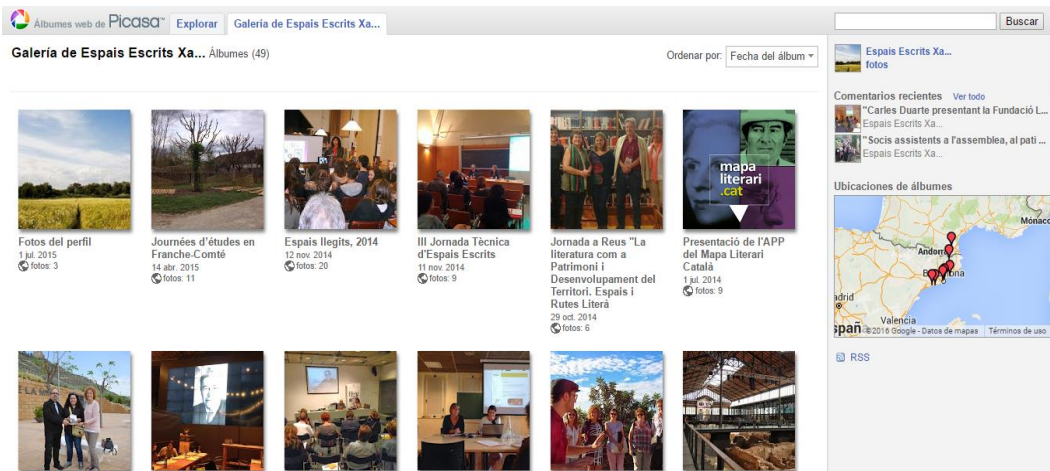 Álbumes web de Picasa™
Explorar
Galería de Espais Escrits Xa...
Buscar
Galería de Espais Escrits Xa... Álbumes (49)
Ordenar por: Fecha del álbum
Fotos del perfil
1 jul. 2015
fotos: 3
Journées d'études en
Franche-Comté
14 abr. 2015
fotos: 11
Espais llegits, 2014
12 nov. 2014
fotos: 20
III Jornada Tècnica
d'Espais Escrits
11 nov. 2014
fotos: 9
Jornada a Reus "La
literatura com a
Patrimoni i
Desenvolupament del
Territori. Espais i
Rutes Literà
29 oct. 2014
fotos: 6
mapa
literari
.cat
Presentació de l'APP
del Mapa Literari
Català
1 jul. 2014
fotos: 9
Espais Escrits Xa...
fotos
Comentarios recientes Ver todo
"Carles Duarte presentant la Fundació L...
Espais Escrits Xa...
"Socis assistents a l'assemblea, al pati ...
Espais Escrits Xa...
Ubicaciones de álbumes
Mónaco
Andorra
Barcelona
adrid
Valencia
spañ
©2016 Google - Datos de mapas Términos de uso
RSS